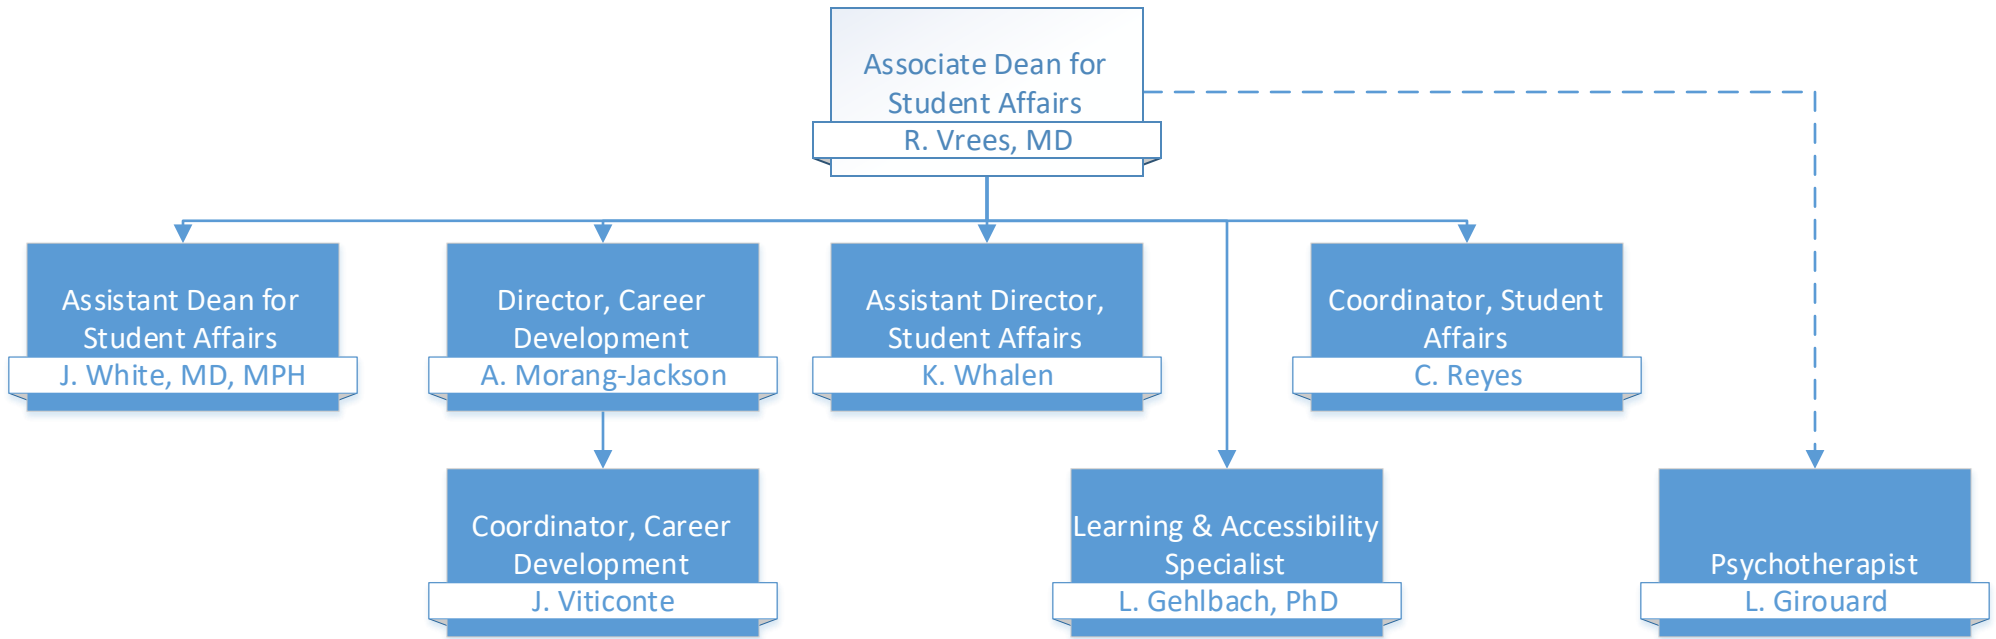 Associate Dean for
Student Affairs
R. Vrees, MD
Assistant Dean for
Student Affairs
J. White, MD, MPH
Director, Career
Development
A. Morang-Jackson
Assistant Director,
Student Affairs
K. Whalen
Coordinator, Student
Affairs
C. Reyes
Coordinator, Career
Development
J. Viticonte
Learning & Accessibility
Specialist
L. Gehlbach, PhD
Psychotherapist
L. Girouard